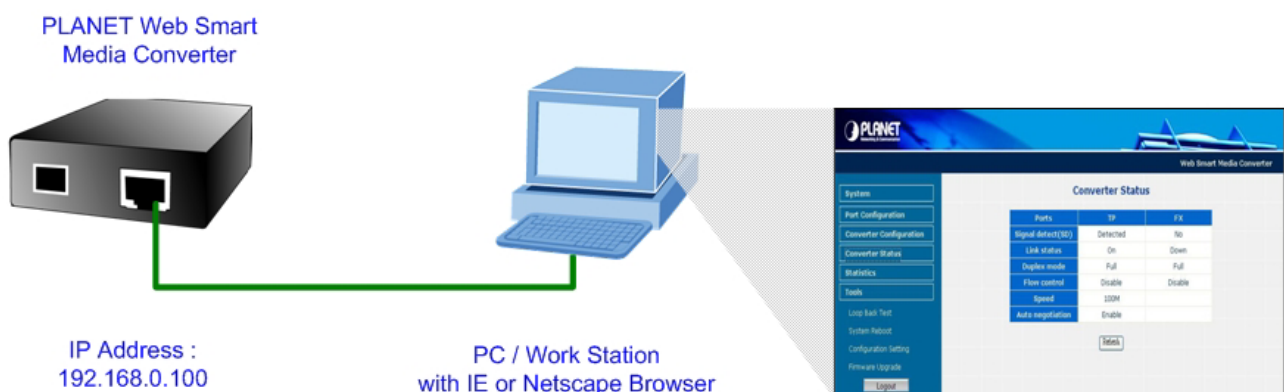 PLANET Web Smart
Media Converter
IP Address :
192.168.0.100
PC / Work Station
with IE or Netscape Browser
PLANET
Networking & Communication
Web Smart Media Converter
System
Port Configuration
Converter Configuration
Converter Status
Statistics
Tools
Loop Back Test
System Reboot
Configuration Setting
Firmware Upgrade
Logout
Converter Status
Ports TP FX
Signal detect(SD) Detected No
Link status On Down
Duplex mode Full Full
Flow control Disable Disable
Speed 100M
Auto negotiation Enable
Refresh